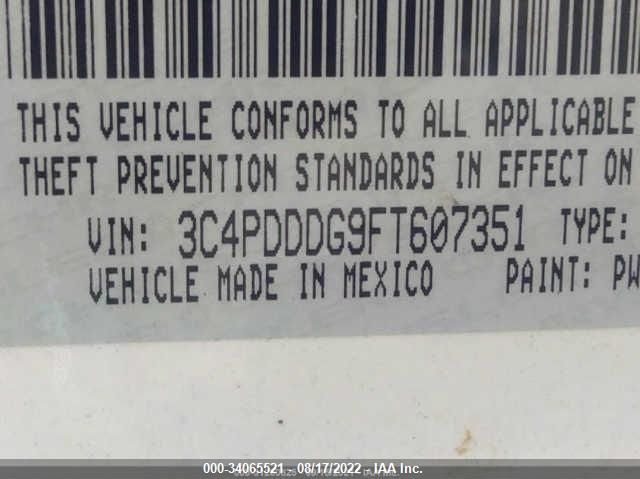 THIS VEHICLE CONFORMS TO ALL APPLICABLE
THEFT PREVENTION STANDARDS IN EFFECT ON
VIN: 3C4PDDDG9FT607351 TYPE:
VEHICLE MADE IN MEXICO PAINT: PW
000-34065521 - 08/17/2022 - IAA Inc.